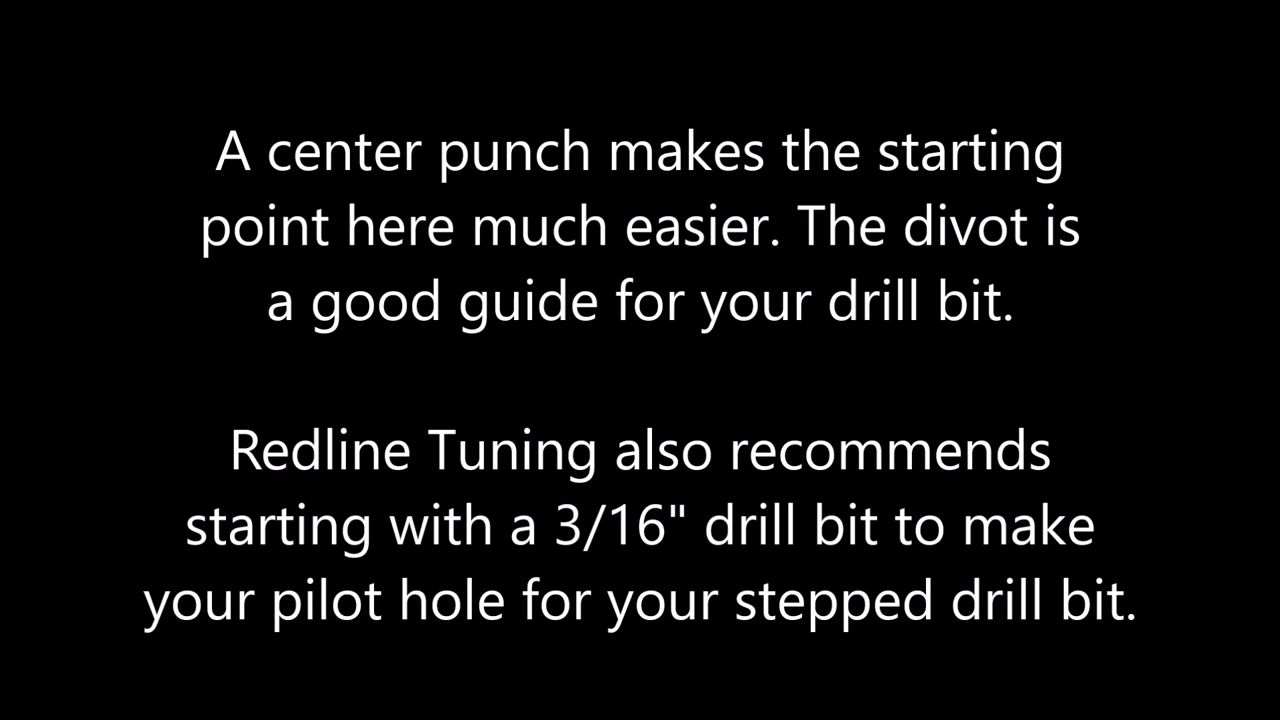 A center punch makes the starting
point here much easier. The divot is
a good guide for your drill bit.
Redline Tuning also recommends
starting with a 3/16" drill bit to make
your pilot hole for your stepped drill bit.